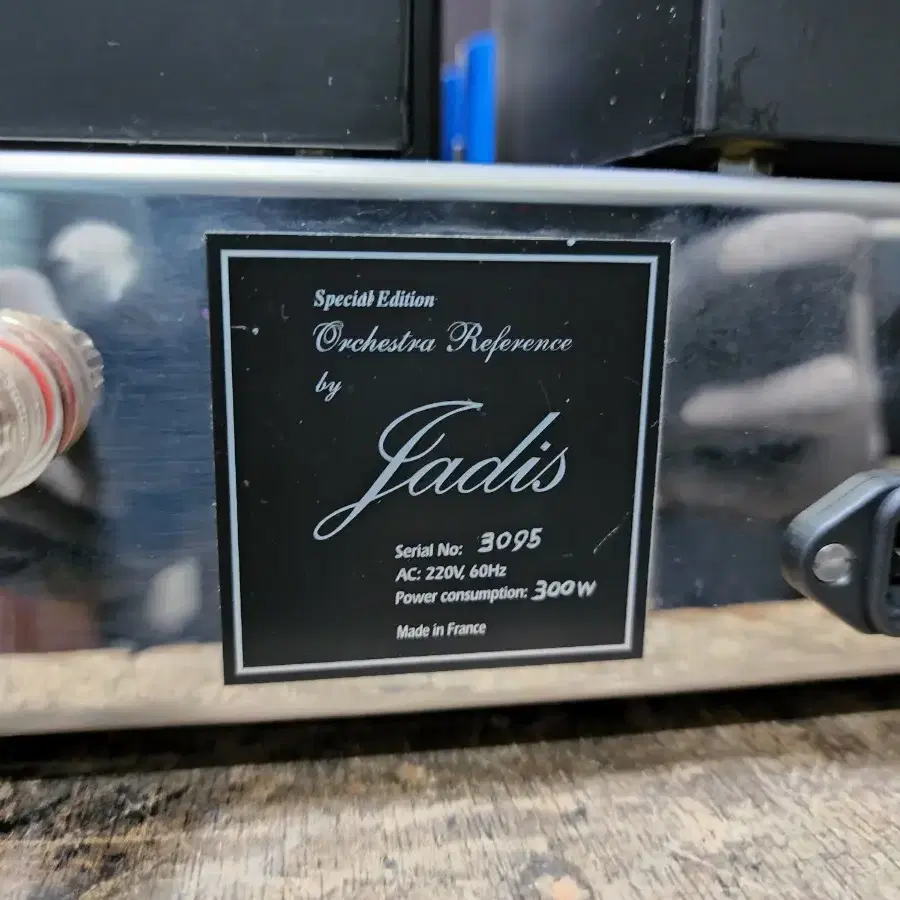 Special Edition
Orchestra Reference
by
Jadis
Serial No: 3095
AC: 220V, 60Hz
Power consumption: 300W
Made in France